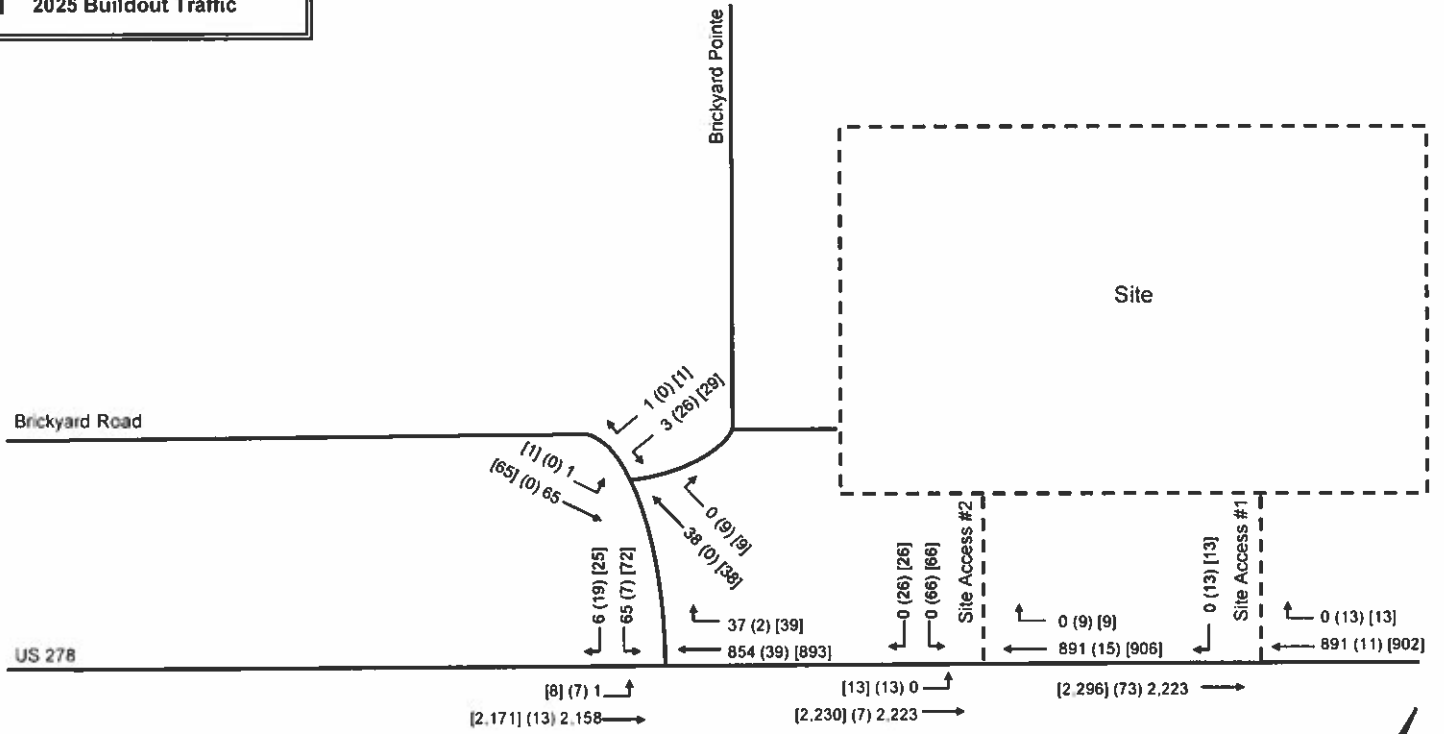 2025 Buildout Traffic
Brickyard Pointe
Site
Brickyard Road
1 (0) [1]
3 (26) [29]
[1] (0) 1
[65] (0) 65
0 (9) [9]
38 (0) [38]
6 (19) [25]
65 (7) [72]
0 (26) [26]
0 (66) [66]
Site Access #2
0 (13) [13]
Site Access #1
37 (2) [39]
854 (39) [893]
0 (9) [9]
891 (15) [906]
0 (13) [13]
891 (11) [902]
US 278
[8] (7) 1
[2,171] (13) 2,158
[13] (13) 0
[2,230] (7) 2,223
[2,296] (73) 2,223